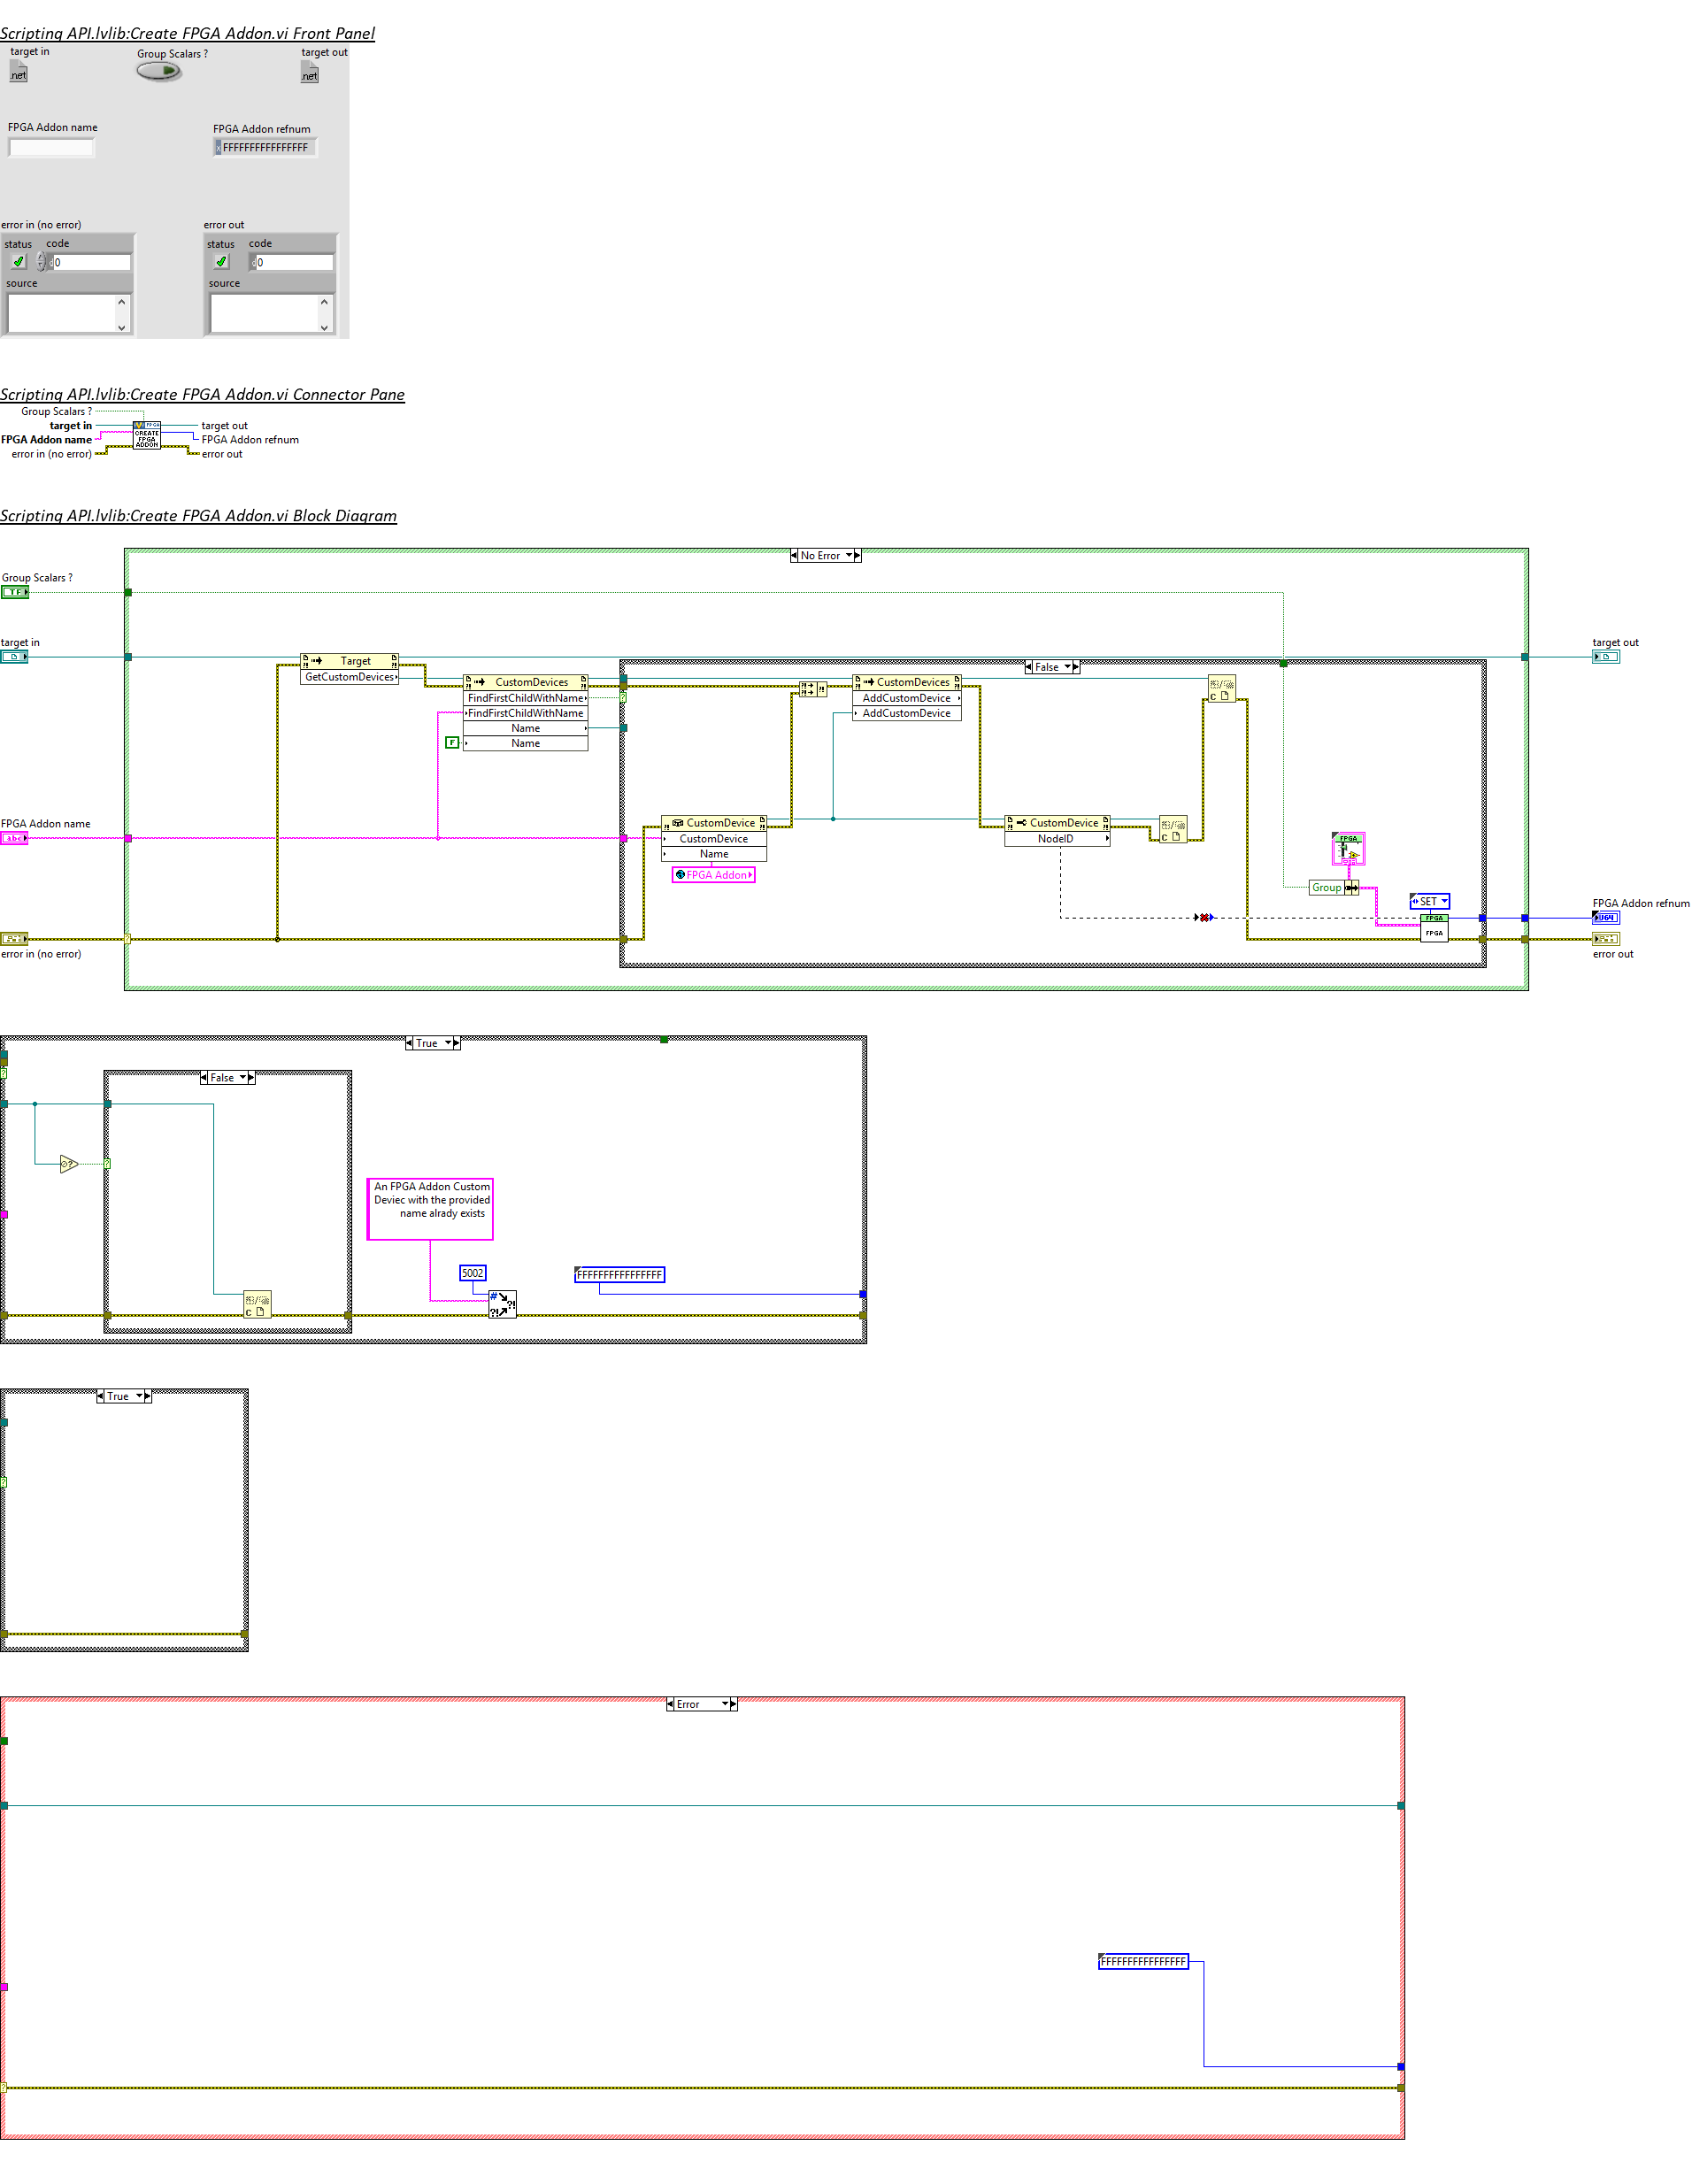 Scripting API.lvlib:Create FPGA Addon.vi Front Panel
target in
Group Scalars ?
target out
.net
.net
FPGA Addon name
FPGA Addon refnum
x FFFFFFFFFFFFFFFF
error in (no error)
error out
status code
status code
0
d0
source
source
Scripting API.lvlib:Create FPGA Addon.vi Connector Pane
Group Scalars ?
target in
target out
FPGA Addon name
FPGA Addon refnum
error in (no error)
error out
FPGA
CREATE
FPGA
ADDON
Scripting API.lvlib:Create FPGA Addon.vi Block Diagram
No Error
Group Scalars ?
TF
target in
target out
Target
GetCustomDevices
False
CustomDevices
FindFirstChildWithName
FindFirstChildWithName
Name
Name
F
CustomDevices
AddCustomDevice
AddCustomDevice
C
FPGA Addon name
abc
CustomDevice
CustomDevice
Name
FPGA Addon
CustomDevice
NodeID
C
FPGA
Group
SET
FPGA
FPGA
FPGA Addon refnum
U64
error in (no error)
error out
True
False
?
An FPGA Addon Custom
Deviec with the provided
name alrady exists
5002
FFFFFFFFFFFFFFFF
C
#
?!
?!
True
Error
FFFFFFFFFFFFFFFF